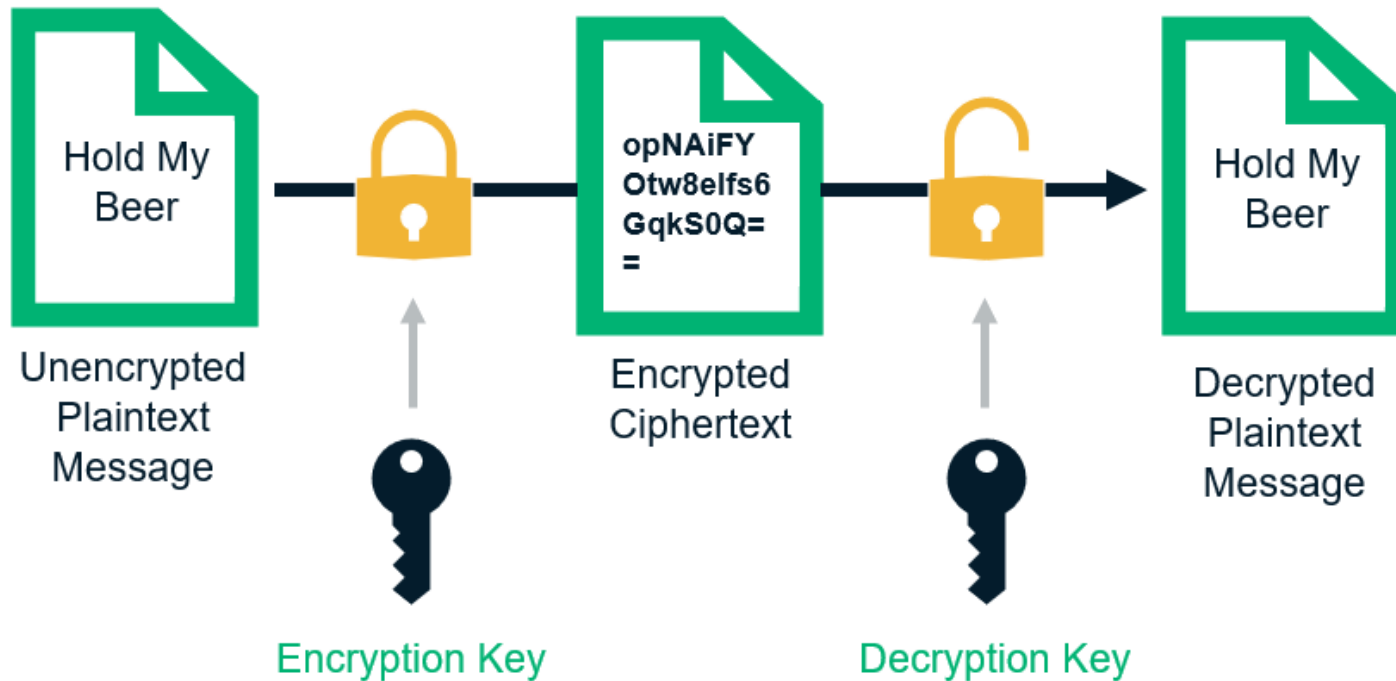 Hold My
Beer
Unencrypted
Plaintext
Message
opNAiFY
Otw8elfs6
GqkS0Q=
=
Encrypted
Ciphertext
Hold My
Beer
Decrypted
Plaintext
Message
Encryption Key
Decryption Key